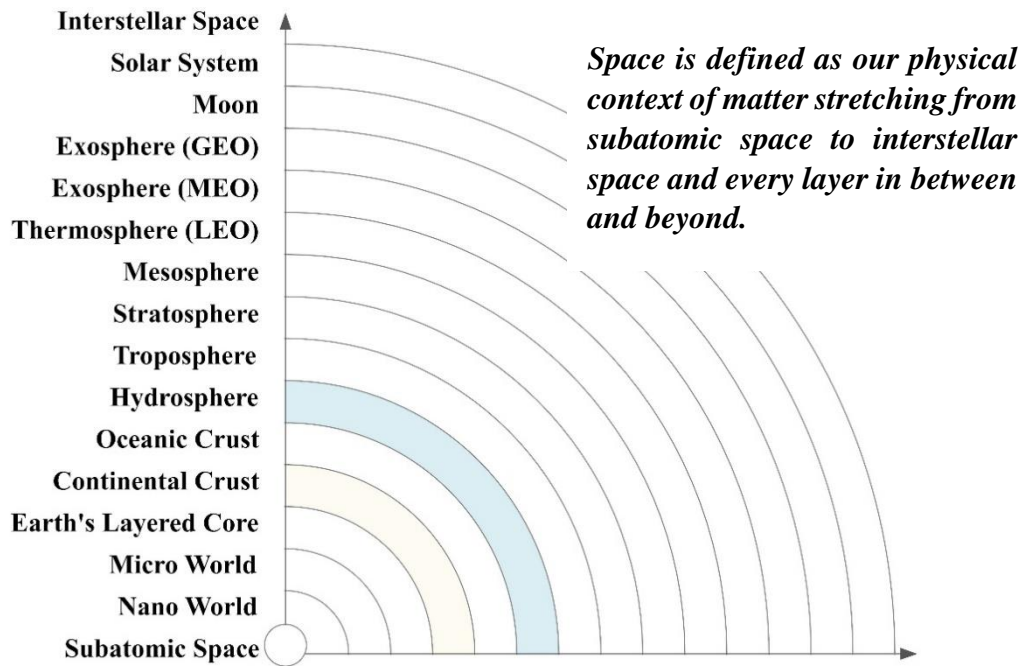 Interstellar Space
Solar System
Moon
Exosphere (GEO)
Exosphere (MEO)
Thermosphere (LEO)
Mesosphere
Stratosphere
Troposphere
Hydrosphere
Oceanic Crust
Continental Crust
Earth's Layered Core
Micro World
Nano World
Subatomic Space
Space is defined as our physical
context of matter stretching from
subatomic space to interstellar
space and every layer in between
and beyond.